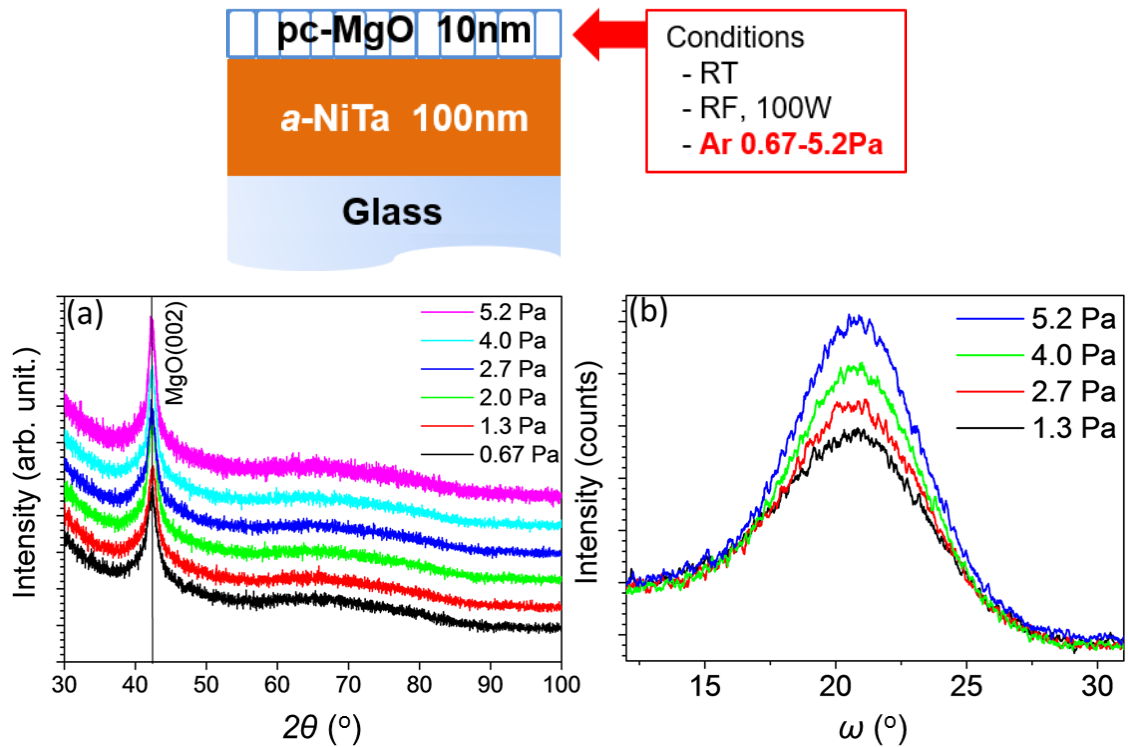 pc-MgO 10nm
a-NiTa 100nm
Glass
Conditions
- RT
- RF, 100W
- Ar 0.67-5.2Pa
(a)
MgO(002)
5.2 Pa
4.0 Pa
2.7 Pa
2.0 Pa
1.3 Pa
0.67 Pa
Intensity (arb. unit.)
30 40 50 60 70 80 90 100
2θ (°)
(b)
5.2 Pa
4.0 Pa
2.7 Pa
1.3 Pa
Intensity (counts)
15 20 25 30
ω (°)